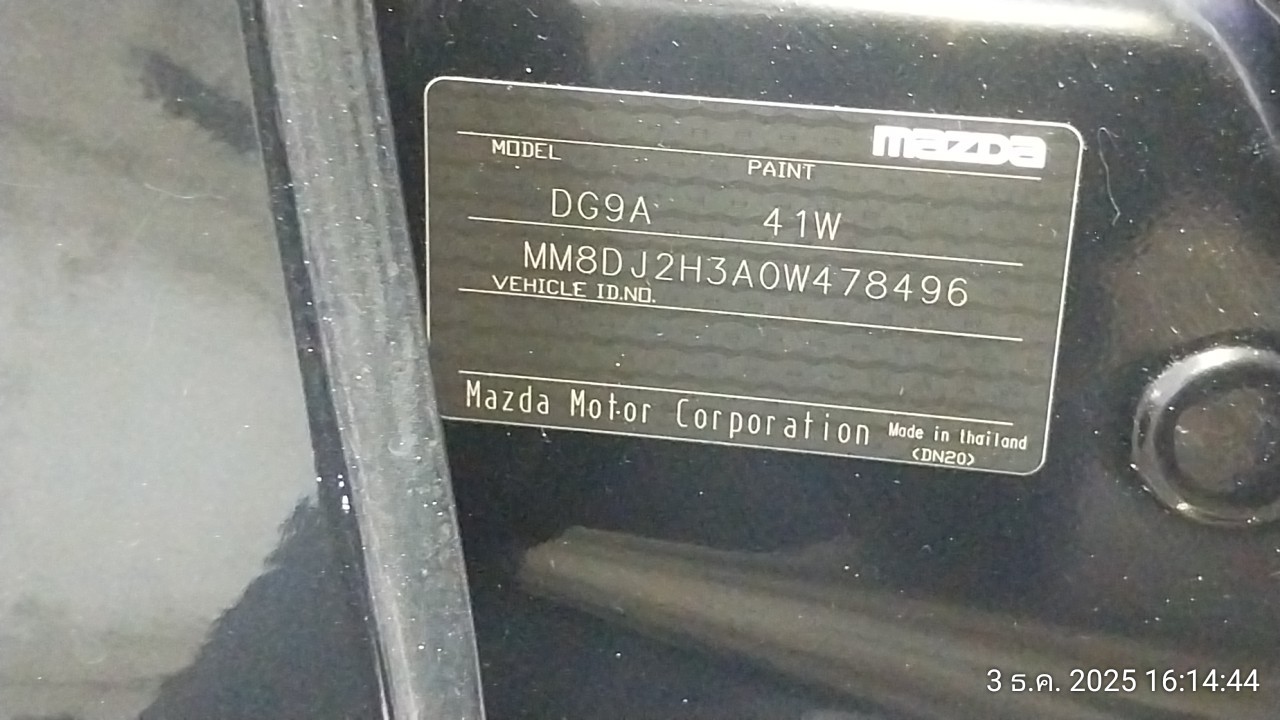 mazda
MODEL PAINT
DG9A 41W
MM8DJ2H3A0W478496
VEHICLE ID.NO.
Mazda Motor Corporation Made in thailand
(DN20)
3 ธ.ค. 2025 16:14:44